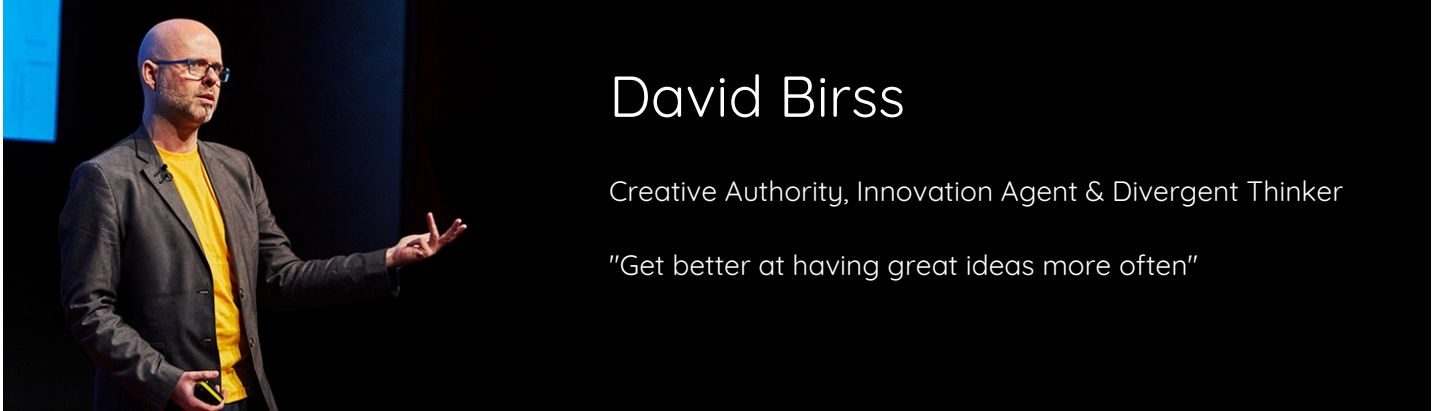 David Birss
Creative Authority, Innovation Agent & Divergent Thinker
"Get better at having great ideas more often"